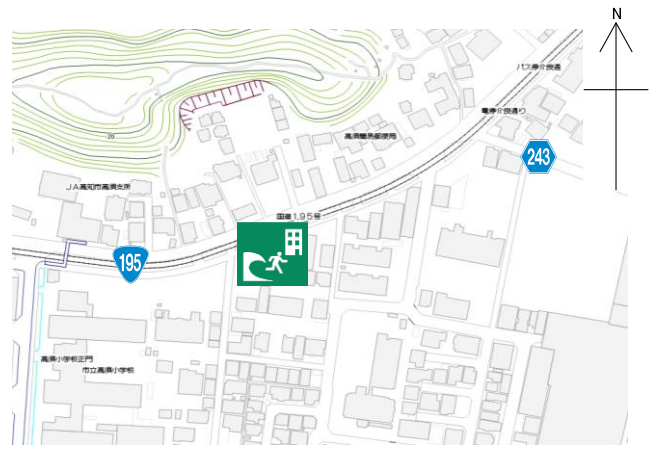 N
バス停介良通
電停介良通り
高須簡易郵便局
243
20
JA高知市高須支所
国道195号
195
高須小学校正門
市立高須小学校